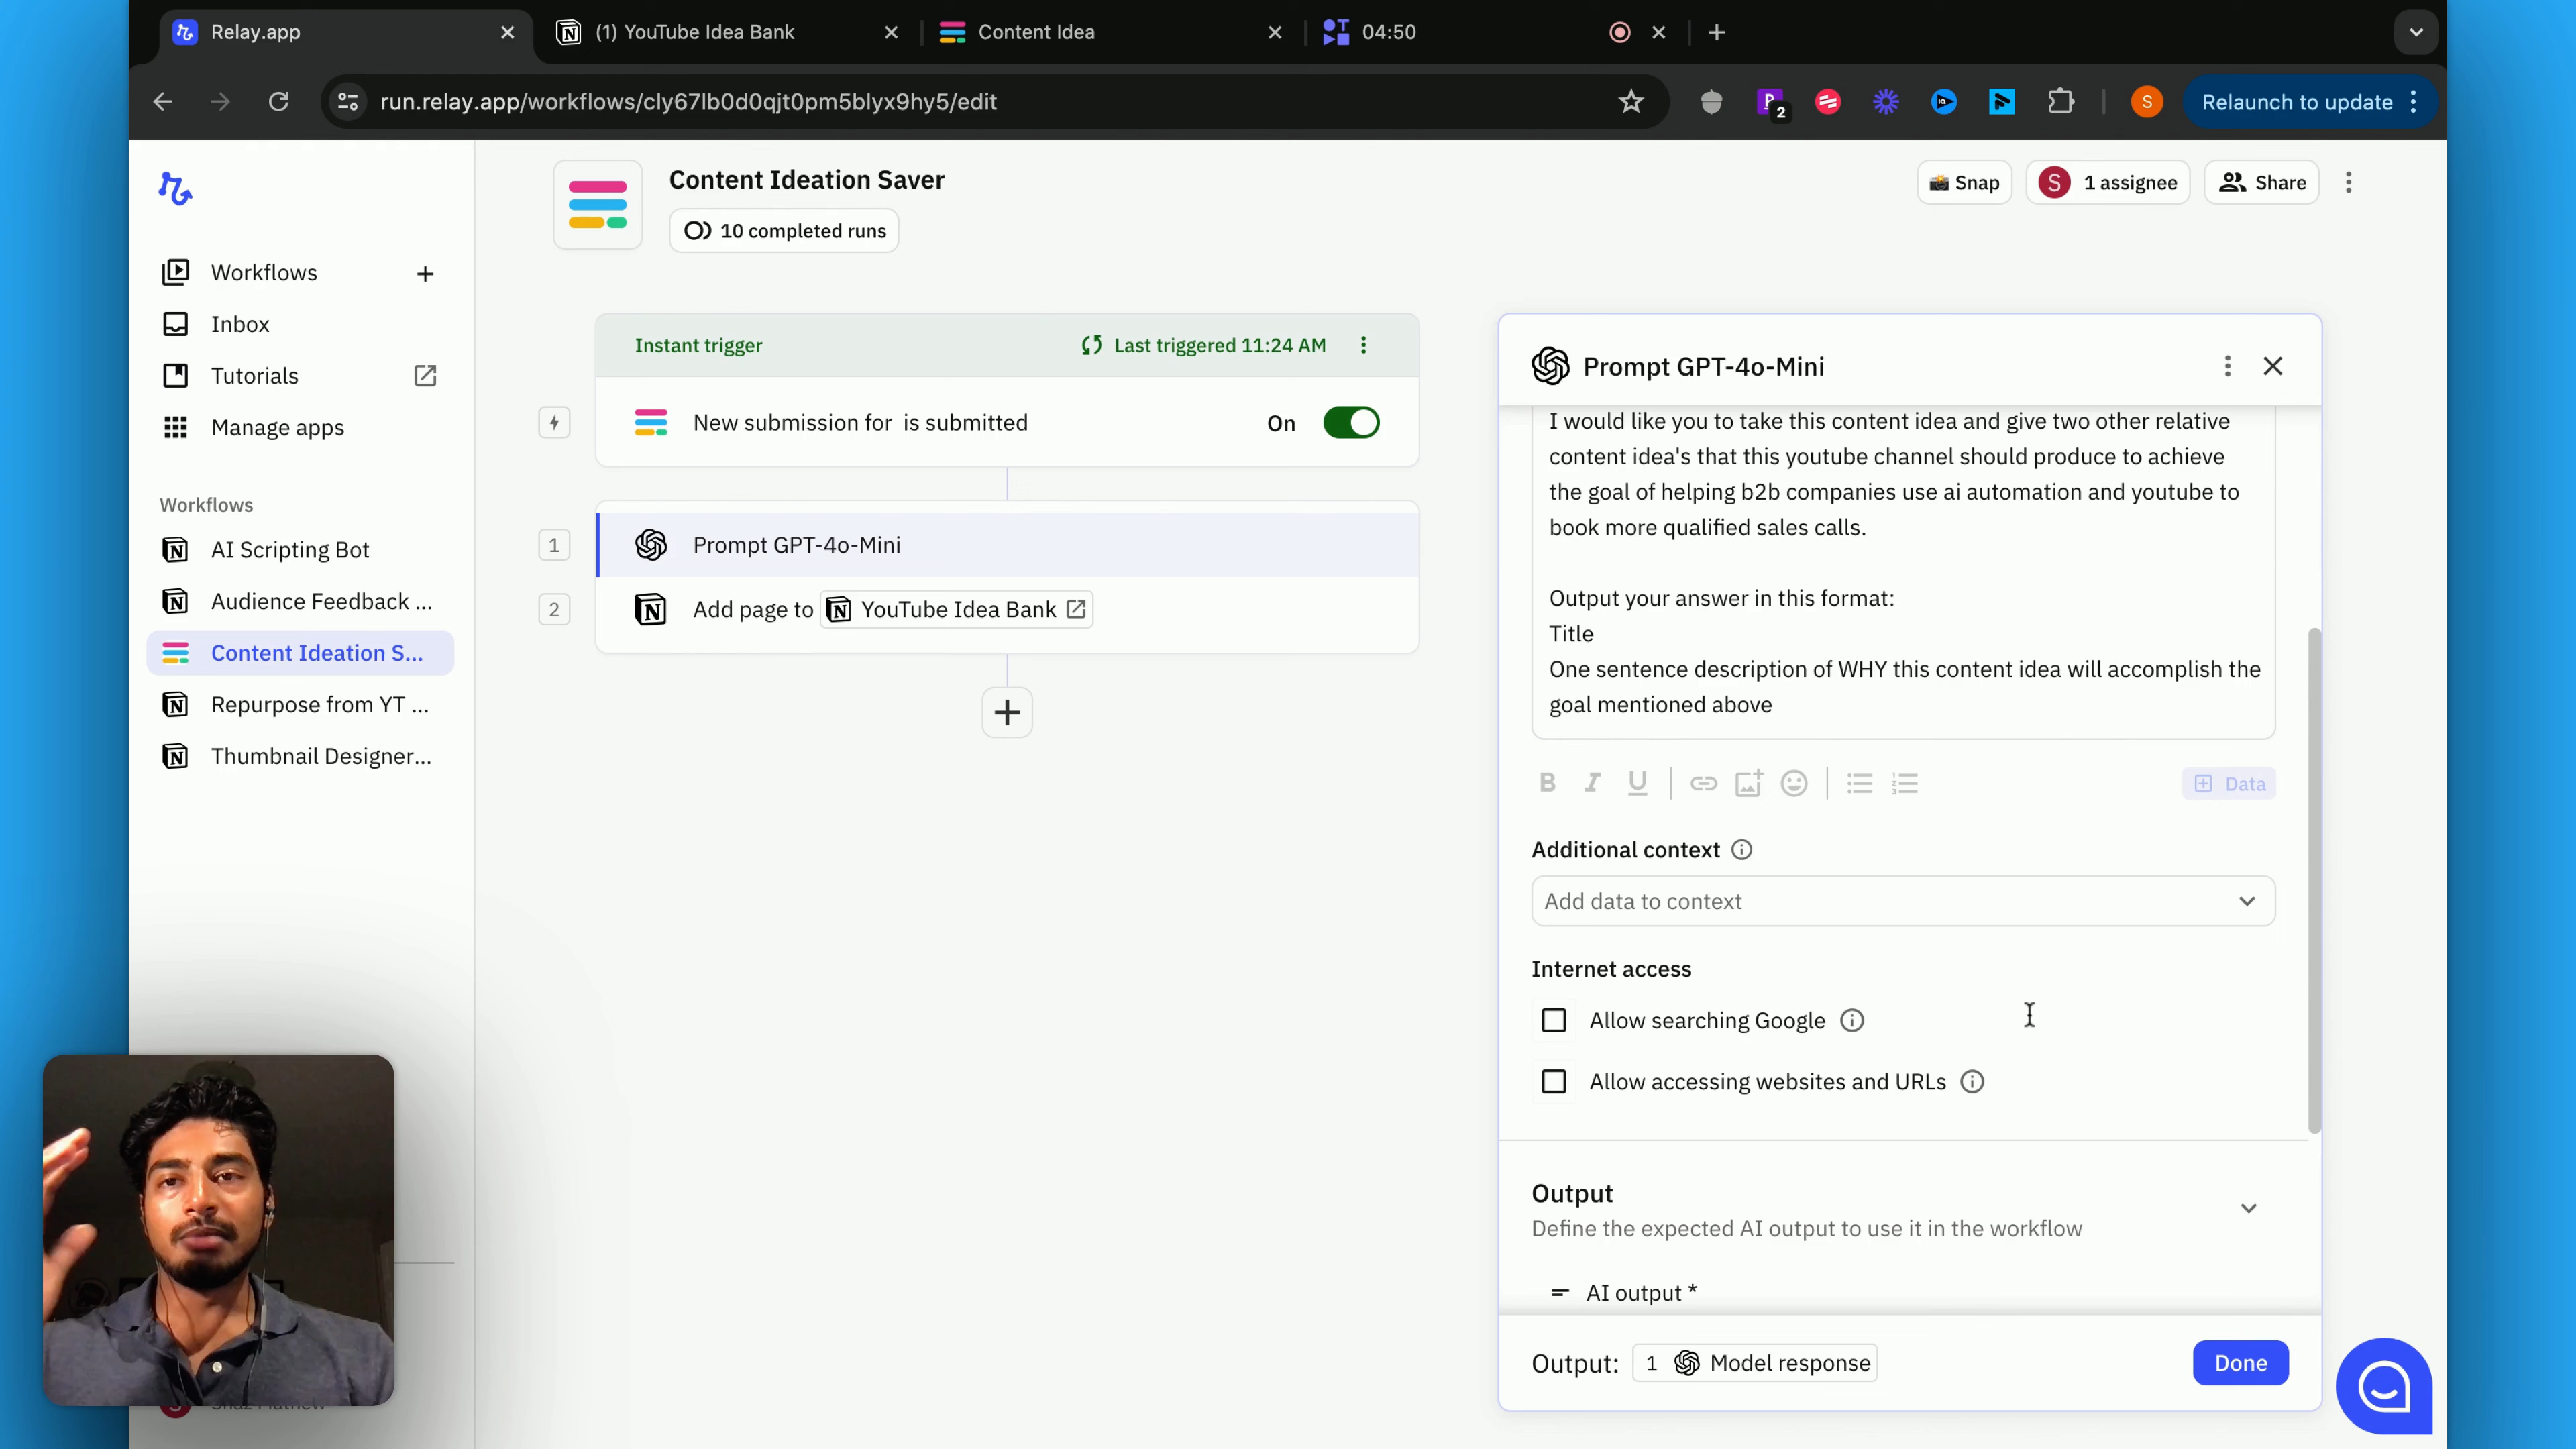 Relay.app
(1) YouTube Idea Bank
Content Idea
04:50
run.relay.app/workflows/cly67lb0d0qjt0pm5blyx9hy5/edit
2
S
Relaunch to update
Content Ideation Saver
10 completed runs
📸 Snap
S
1 assignee
Share
Workflows
Inbox
Tutorials
Manage apps
Workflows
AI Scripting Bot
Audience Feedback ...
Content Ideation S...
Repurpose from YT ...
Thumbnail Designer...
Instant trigger
Last triggered 11:24 AM
New submission for is submitted
On
1
Prompt GPT-4o-Mini
2
Add page to
YouTube Idea Bank
Prompt GPT-4o-Mini
I would like you to take this content idea and give two other relative
content idea's that this youtube channel should produce to achieve
the goal of helping b2b companies use ai automation and youtube to
book more qualified sales calls.
Output your answer in this format:
Title
One sentence description of WHY this content idea will accomplish the
goal mentioned above
B I U
Data
Additional context
Add data to context
Internet access
Allow searching Google
Allow accessing websites and URLs
Output
Define the expected AI output to use it in the workflow
AI output *
Output: 1 Model response
Done